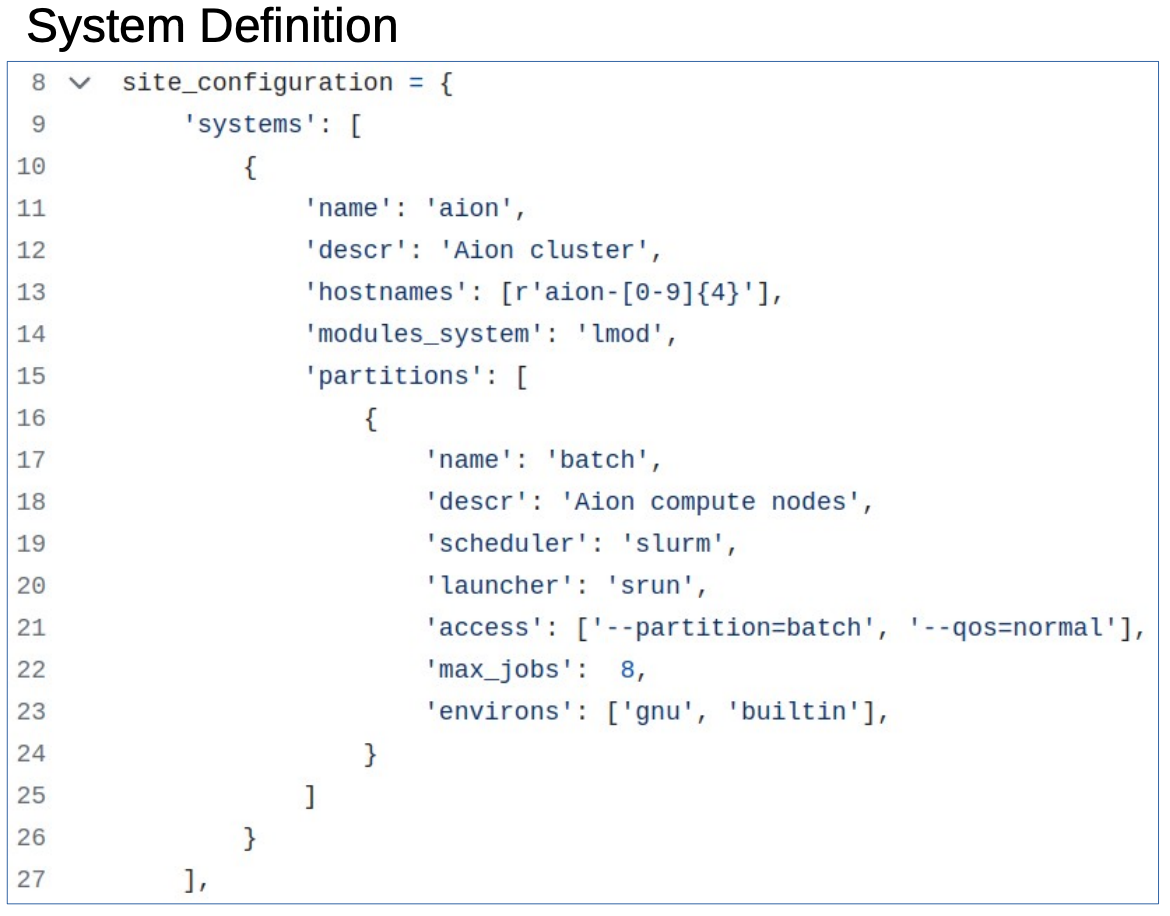 System Definition
8 site_configuration = {
9 'systems': [
10 {
11 'name': 'aion',
12 'descr': 'Aion cluster',
13 'hostnames': [r'aion-[0-9]{4}'],
14 'modules_system': 'lmod',
15 'partitions': [
16 {
17 'name': 'batch',
18 'descr': 'Aion compute nodes',
19 'scheduler': 'slurm',
20 'launcher': 'srun',
21 'access': ['--partition=batch', '--qos=normal'],
22 'max_jobs':  8,
23 'environs': ['gnu', 'builtin'],
24 }
25 ]
26 }
27 ],